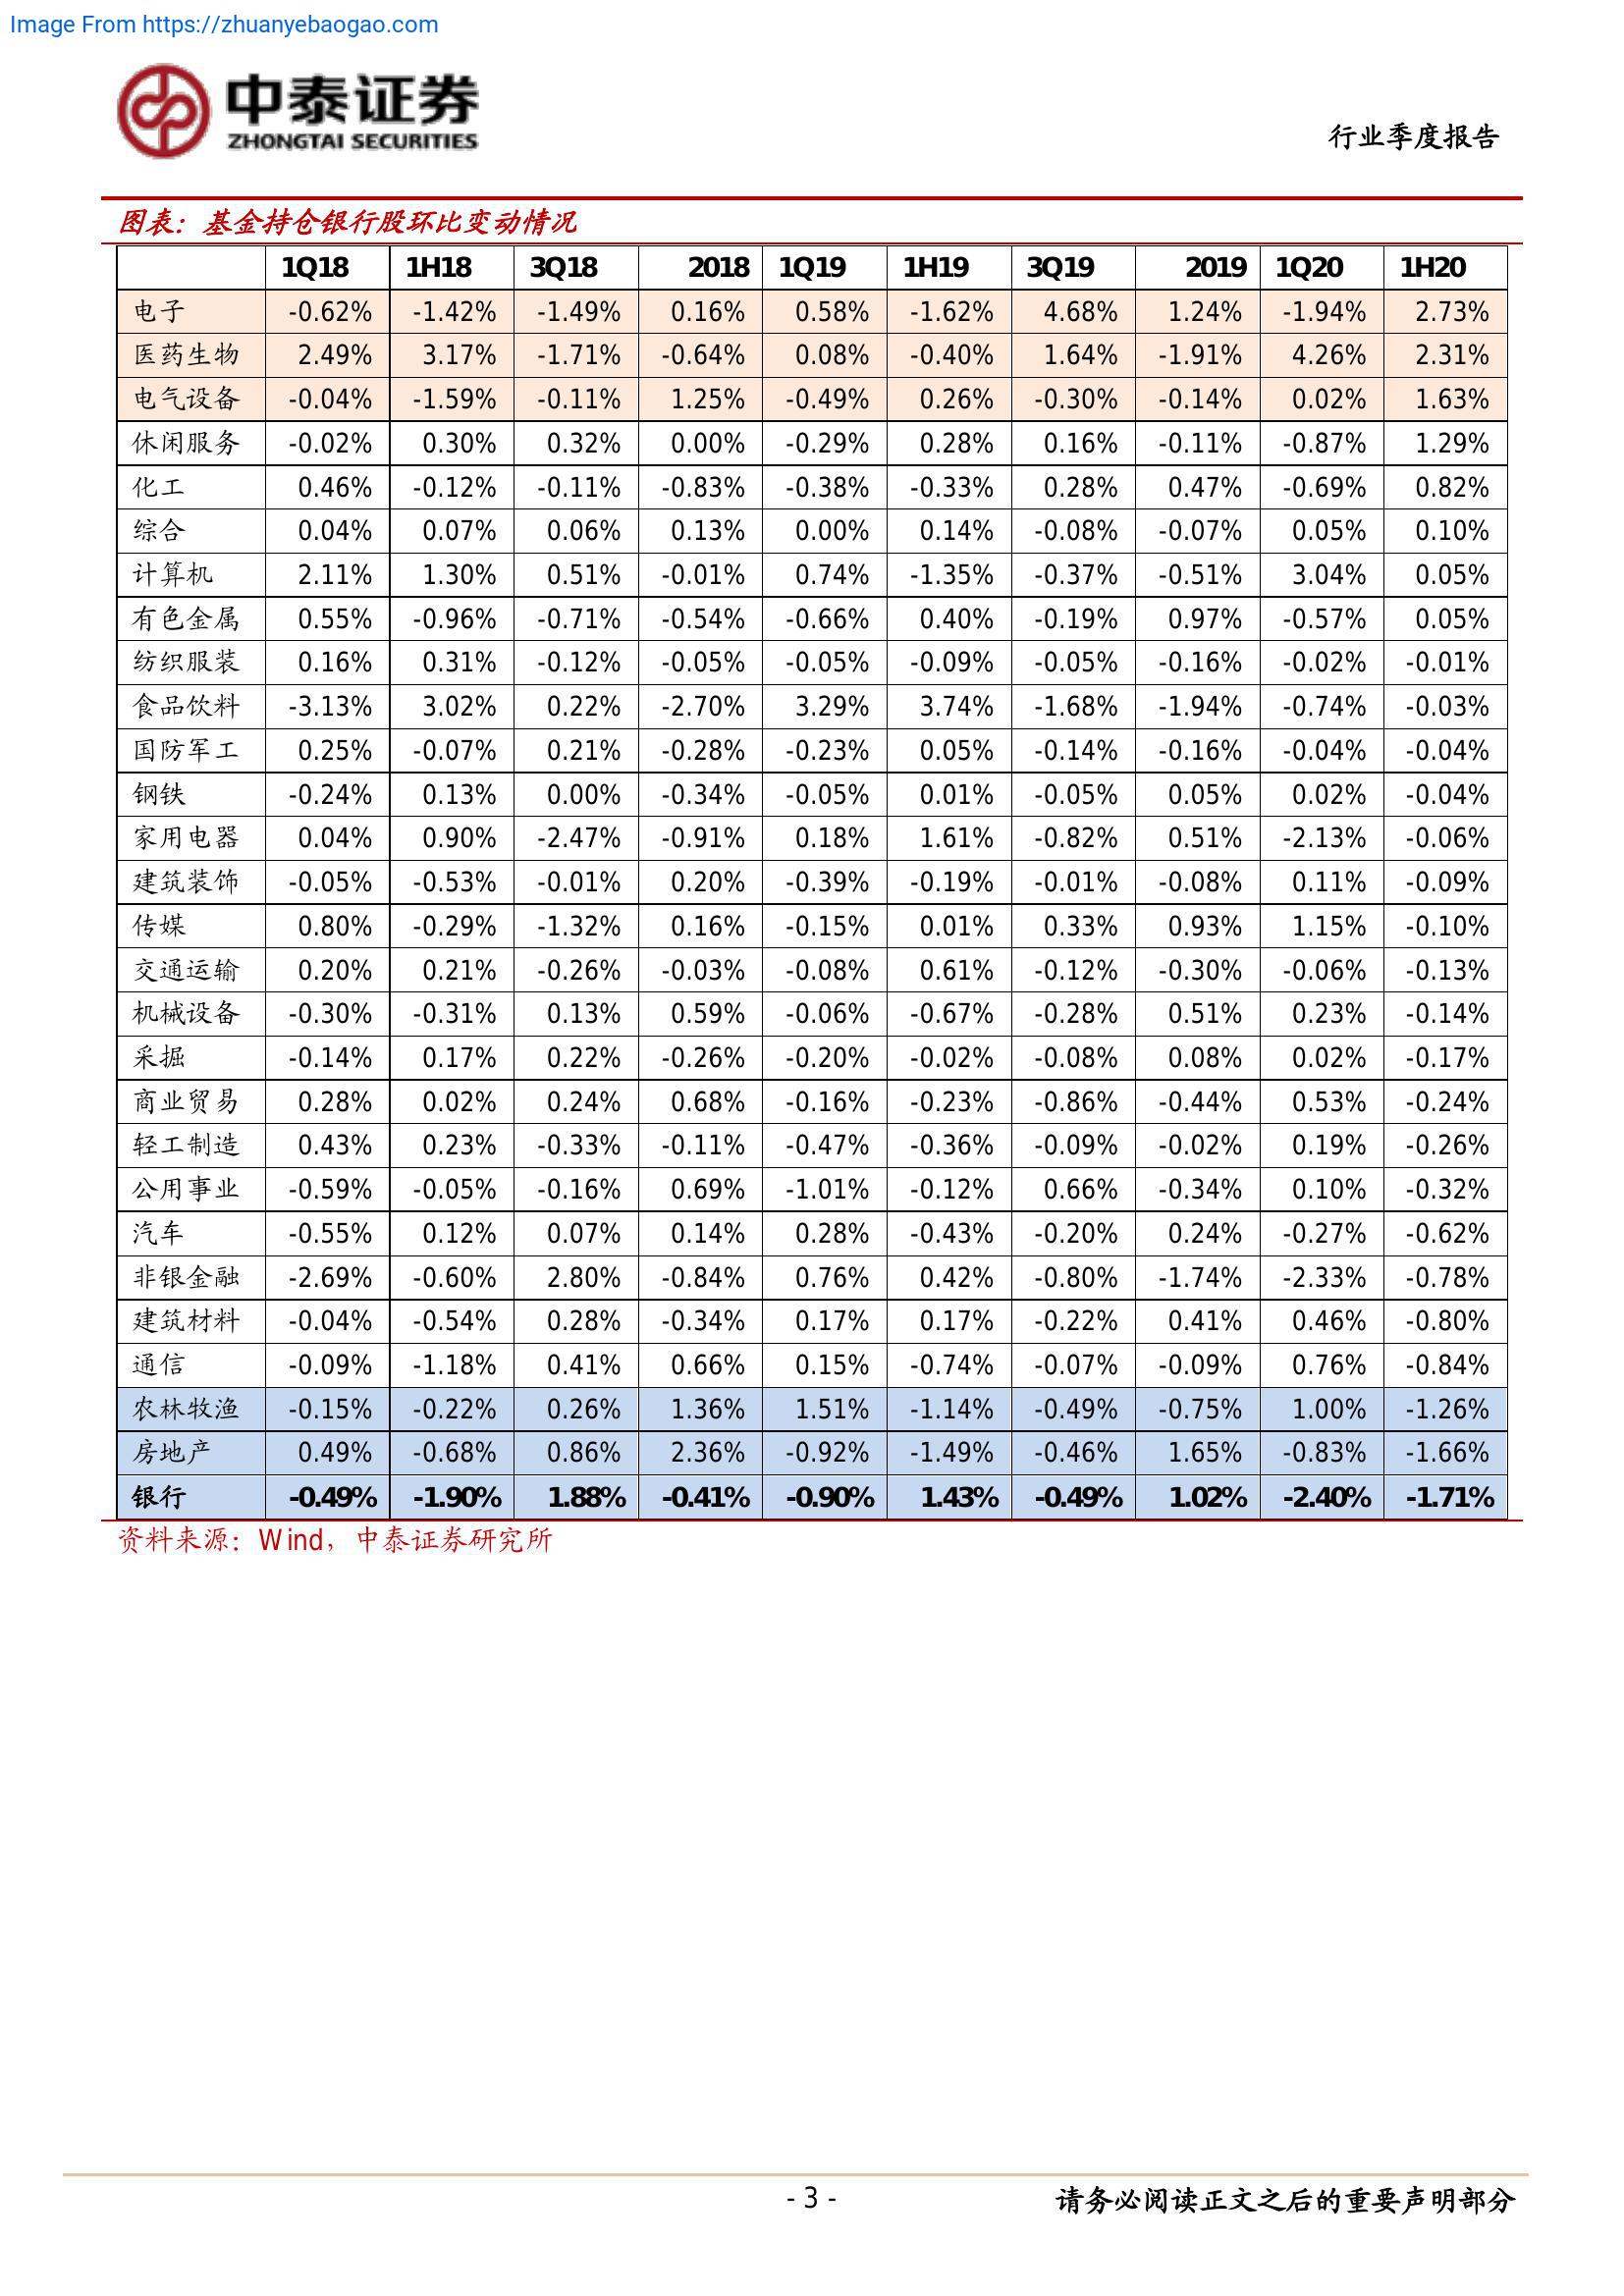 Image From https://zhuanyebaogao.com
中泰证券
ZHONGTAI SECURITIES
行业季度报告
图表：基金持仓银行股环比变动情况
1Q18 1H18 3Q18 2018 1Q19 1H19 3Q19 2019 1Q20 1H20
电子 -0.62% -1.42% -1.49% 0.16% 0.58% -1.62% 4.68% 1.24% -1.94% 2.73%
医药生物 2.49% 3.17% -1.71% -0.64% 0.08% -0.40% 1.64% -1.91% 4.26% 2.31%
电气设备 -0.04% -1.59% -0.11% 1.25% -0.49% 0.26% -0.30% -0.14% 0.02% 1.63%
休闲服务 -0.02% 0.30% 0.32% 0.00% -0.29% 0.28% 0.16% -0.11% -0.87% 1.29%
化工 0.46% -0.12% -0.11% -0.83% -0.38% -0.33% 0.28% 0.47% -0.69% 0.82%
综合 0.04% 0.07% 0.06% 0.13% 0.00% 0.14% -0.08% -0.07% 0.05% 0.10%
计算机 2.11% 1.30% 0.51% -0.01% 0.74% -1.35% -0.37% -0.51% 3.04% 0.05%
有色金属 0.55% -0.96% -0.71% -0.54% -0.66% 0.40% -0.19% 0.97% -0.57% 0.05%
纺织服装 0.16% 0.31% -0.12% -0.05% -0.05% -0.09% -0.05% -0.16% -0.02% -0.01%
食品饮料 -3.13% 3.02% 0.22% -2.70% 3.29% 3.74% -1.68% -1.94% -0.74% -0.03%
国防军工 0.25% -0.07% 0.21% -0.28% -0.23% 0.05% -0.14% -0.16% -0.04% -0.04%
钢铁 -0.24% 0.13% 0.00% -0.34% -0.05% 0.01% -0.05% 0.05% 0.02% -0.04%
家用电器 0.04% 0.90% -2.47% -0.91% 0.18% 1.61% -0.82% 0.51% -2.13% -0.06%
建筑装饰 -0.05% -0.53% -0.01% 0.20% -0.39% -0.19% -0.01% -0.08% 0.11% -0.09%
传媒 0.80% -0.29% -1.32% 0.16% -0.15% 0.01% 0.33% 0.93% 1.15% -0.10%
交通运输 0.20% 0.21% -0.26% -0.03% -0.08% 0.61% -0.12% -0.30% -0.06% -0.13%
机械设备 -0.30% -0.31% 0.13% 0.59% -0.06% -0.67% -0.28% 0.51% 0.23% -0.14%
采掘 -0.14% 0.17% 0.22% -0.26% -0.20% -0.02% -0.08% 0.08% 0.02% -0.17%
商业贸易 0.28% 0.02% 0.24% 0.68% -0.16% -0.23% -0.86% -0.44% 0.53% -0.24%
轻工制造 0.43% 0.23% -0.33% -0.11% -0.47% -0.36% -0.09% -0.02% 0.19% -0.26%
公用事业 -0.59% -0.05% -0.16% 0.69% -1.01% -0.12% 0.66% -0.34% 0.10% -0.32%
汽车 -0.55% 0.12% 0.07% 0.14% 0.28% -0.43% -0.20% 0.24% -0.27% -0.62%
非银金融 -2.69% -0.60% 2.80% -0.84% 0.76% 0.42% -0.80% -1.74% -2.33% -0.78%
建筑材料 -0.04% -0.54% 0.28% -0.34% 0.17% 0.17% -0.22% 0.41% 0.46% -0.80%
通信 -0.09% -1.18% 0.41% 0.66% 0.15% -0.74% -0.07% -0.09% 0.76% -0.84%
农林牧渔 -0.15% -0.22% 0.26% 1.36% 1.51% -1.14% -0.49% -0.75% 1.00% -1.26%
房地产 0.49% -0.68% 0.86% 2.36% -0.92% -1.49% -0.46% 1.65% -0.83% -1.66%
银行 -0.49% -1.90% 1.88% -0.41% -0.90% 1.43% -0.49% 1.02% -2.40% -1.71%
资料来源：Wind，中泰证券研究所
- 3 -
请务必阅读正文之后的重要声明部分